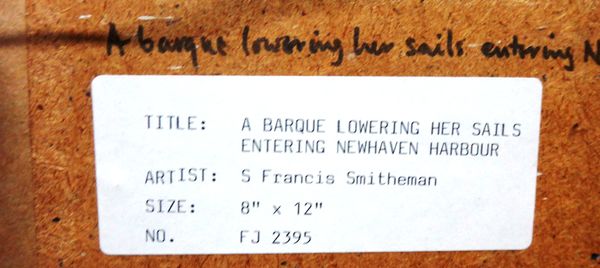 A barque lowering her sails entering N
TITLE: A BARQUE LOWERING HER SAILS
ENTERING NEWHAVEN HARBOUR
ARTIST: S Francis Smitheman
SIZE: 8" x 12"
NO. FJ 2395